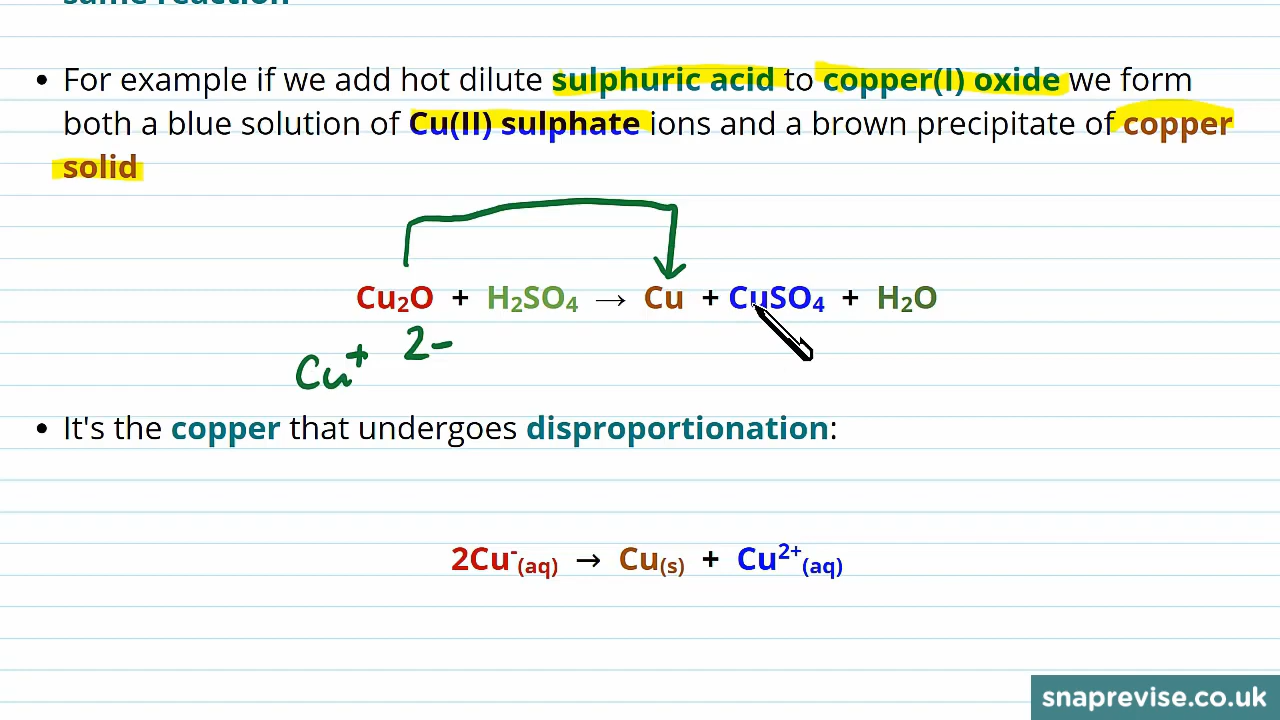 same reaction
• For example if we add hot dilute sulphuric acid to copper(I) oxide we form
both a blue solution of Cu(II) sulphate ions and a brown precipitate of copper
solid
Cu₂O + H₂SO₄ → Cu + CuSO₄ + H₂O
Cu⁺ 2-
• It's the copper that undergoes disproportionation:
2Cu⁻(aq) → Cu(s) + Cu²⁺(aq)
snaprevise.co.uk